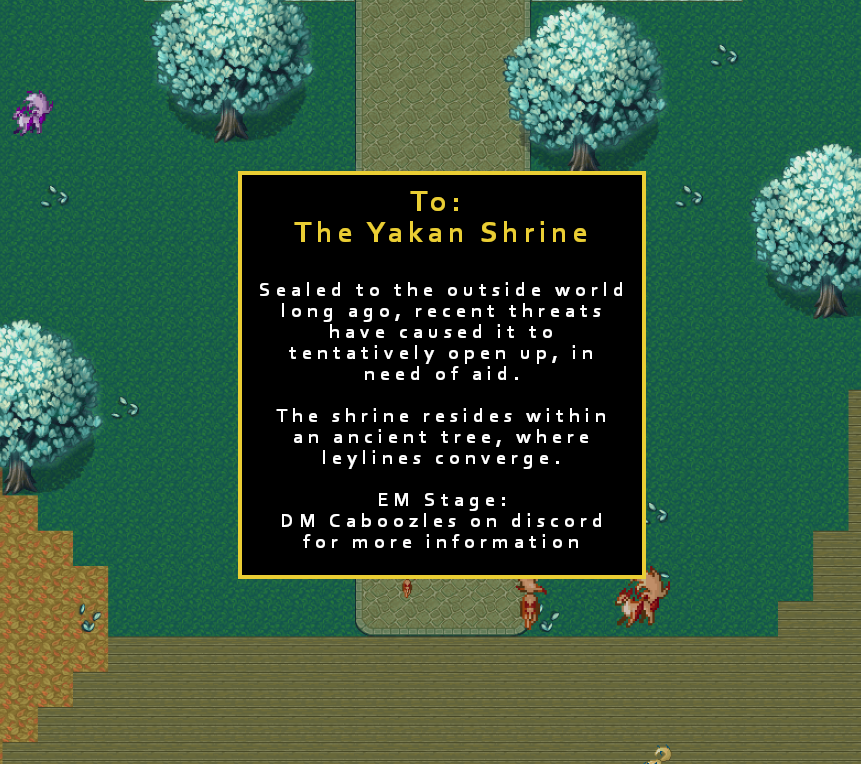 To:
The Yakan Shrine
Sealed to the outside world
long ago, recent threats
have caused it to
tentatively open up, in
need of aid.
The shrine resides within
an ancient tree, where
leylines converge.
EM Stage:
DM Caboozles on discord
for more information